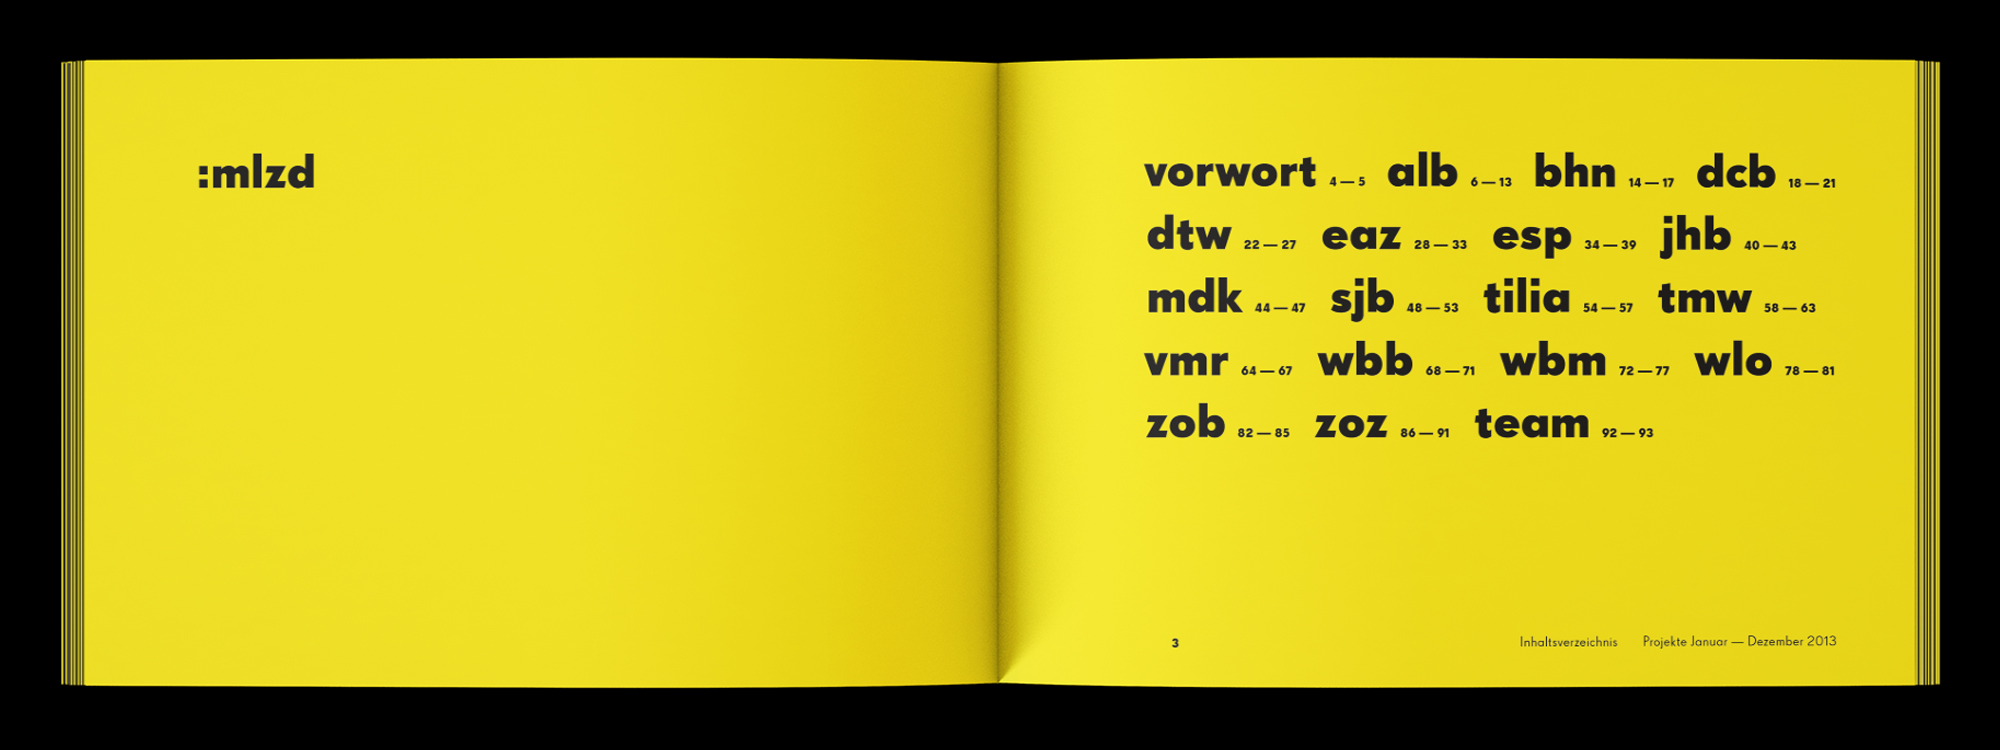 :mlzd
vorwort 4 — 5 alb 6 — 13 bhn 14 — 17 dcb 18 — 21
dtw 22 — 27 eaz 28 — 33 esp 34 — 39 jhb 40 — 43
mdk 44 — 47 sjb 48 — 53 tilia 54 — 57 tmw 58 — 63
vmr 64 — 67 wbb 68 — 71 wbm 72 — 77 wlo 78 — 81
zob 82 — 85 zoz 86 — 91 team 92 — 93
3 Inhaltsverzeichnis Projekte Januar — Dezember 2013